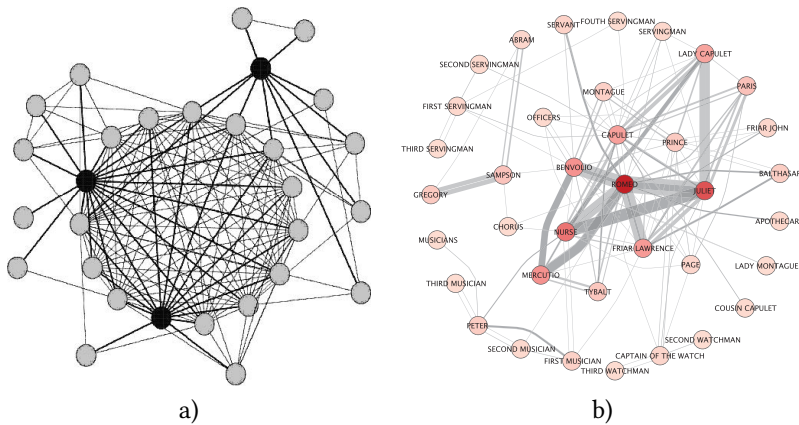 FOUTH SERVINGMAN
SERVANT
SERVINGMAN
ABRAM
LADY CAPULET
SECOND SERVINGMAN
PARIS
MONTAGUE
FIRST SERVINGMAN
OFFICERS
FRIAR JOHN
CAPULET
PRINCE
THIRD SERVINGMAN
BENVOLIO
SAMPSON
BALTHASAR
ROMEO
JULIET
GREGORY
APOTHECAR
CHORUS
NURSE
MUSICIANS
FRIAR LAWRENCE
PAGE
LADY MONTAGUE
MERCUTIO
THIRD MUSICIAN
TYBALT
COUSIN CAPULET
PETER
SECOND WATCHMAN
SECOND MUSICIAN
CAPTAIN OF THE WATCH
FIRST MUSICIAN
THIRD WATCHMAN
a)
b)